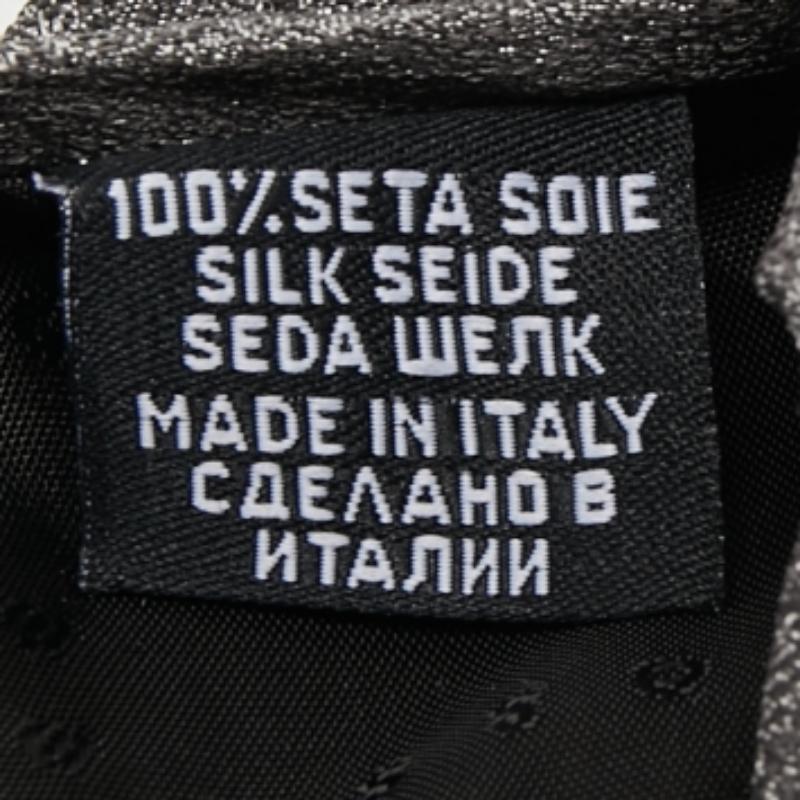 100% SETA SOIE
SILK SEIDE
SEDA ШЕЛК
MADE IN ITALY
СДЕЛАНО В
ИТАЛИИ